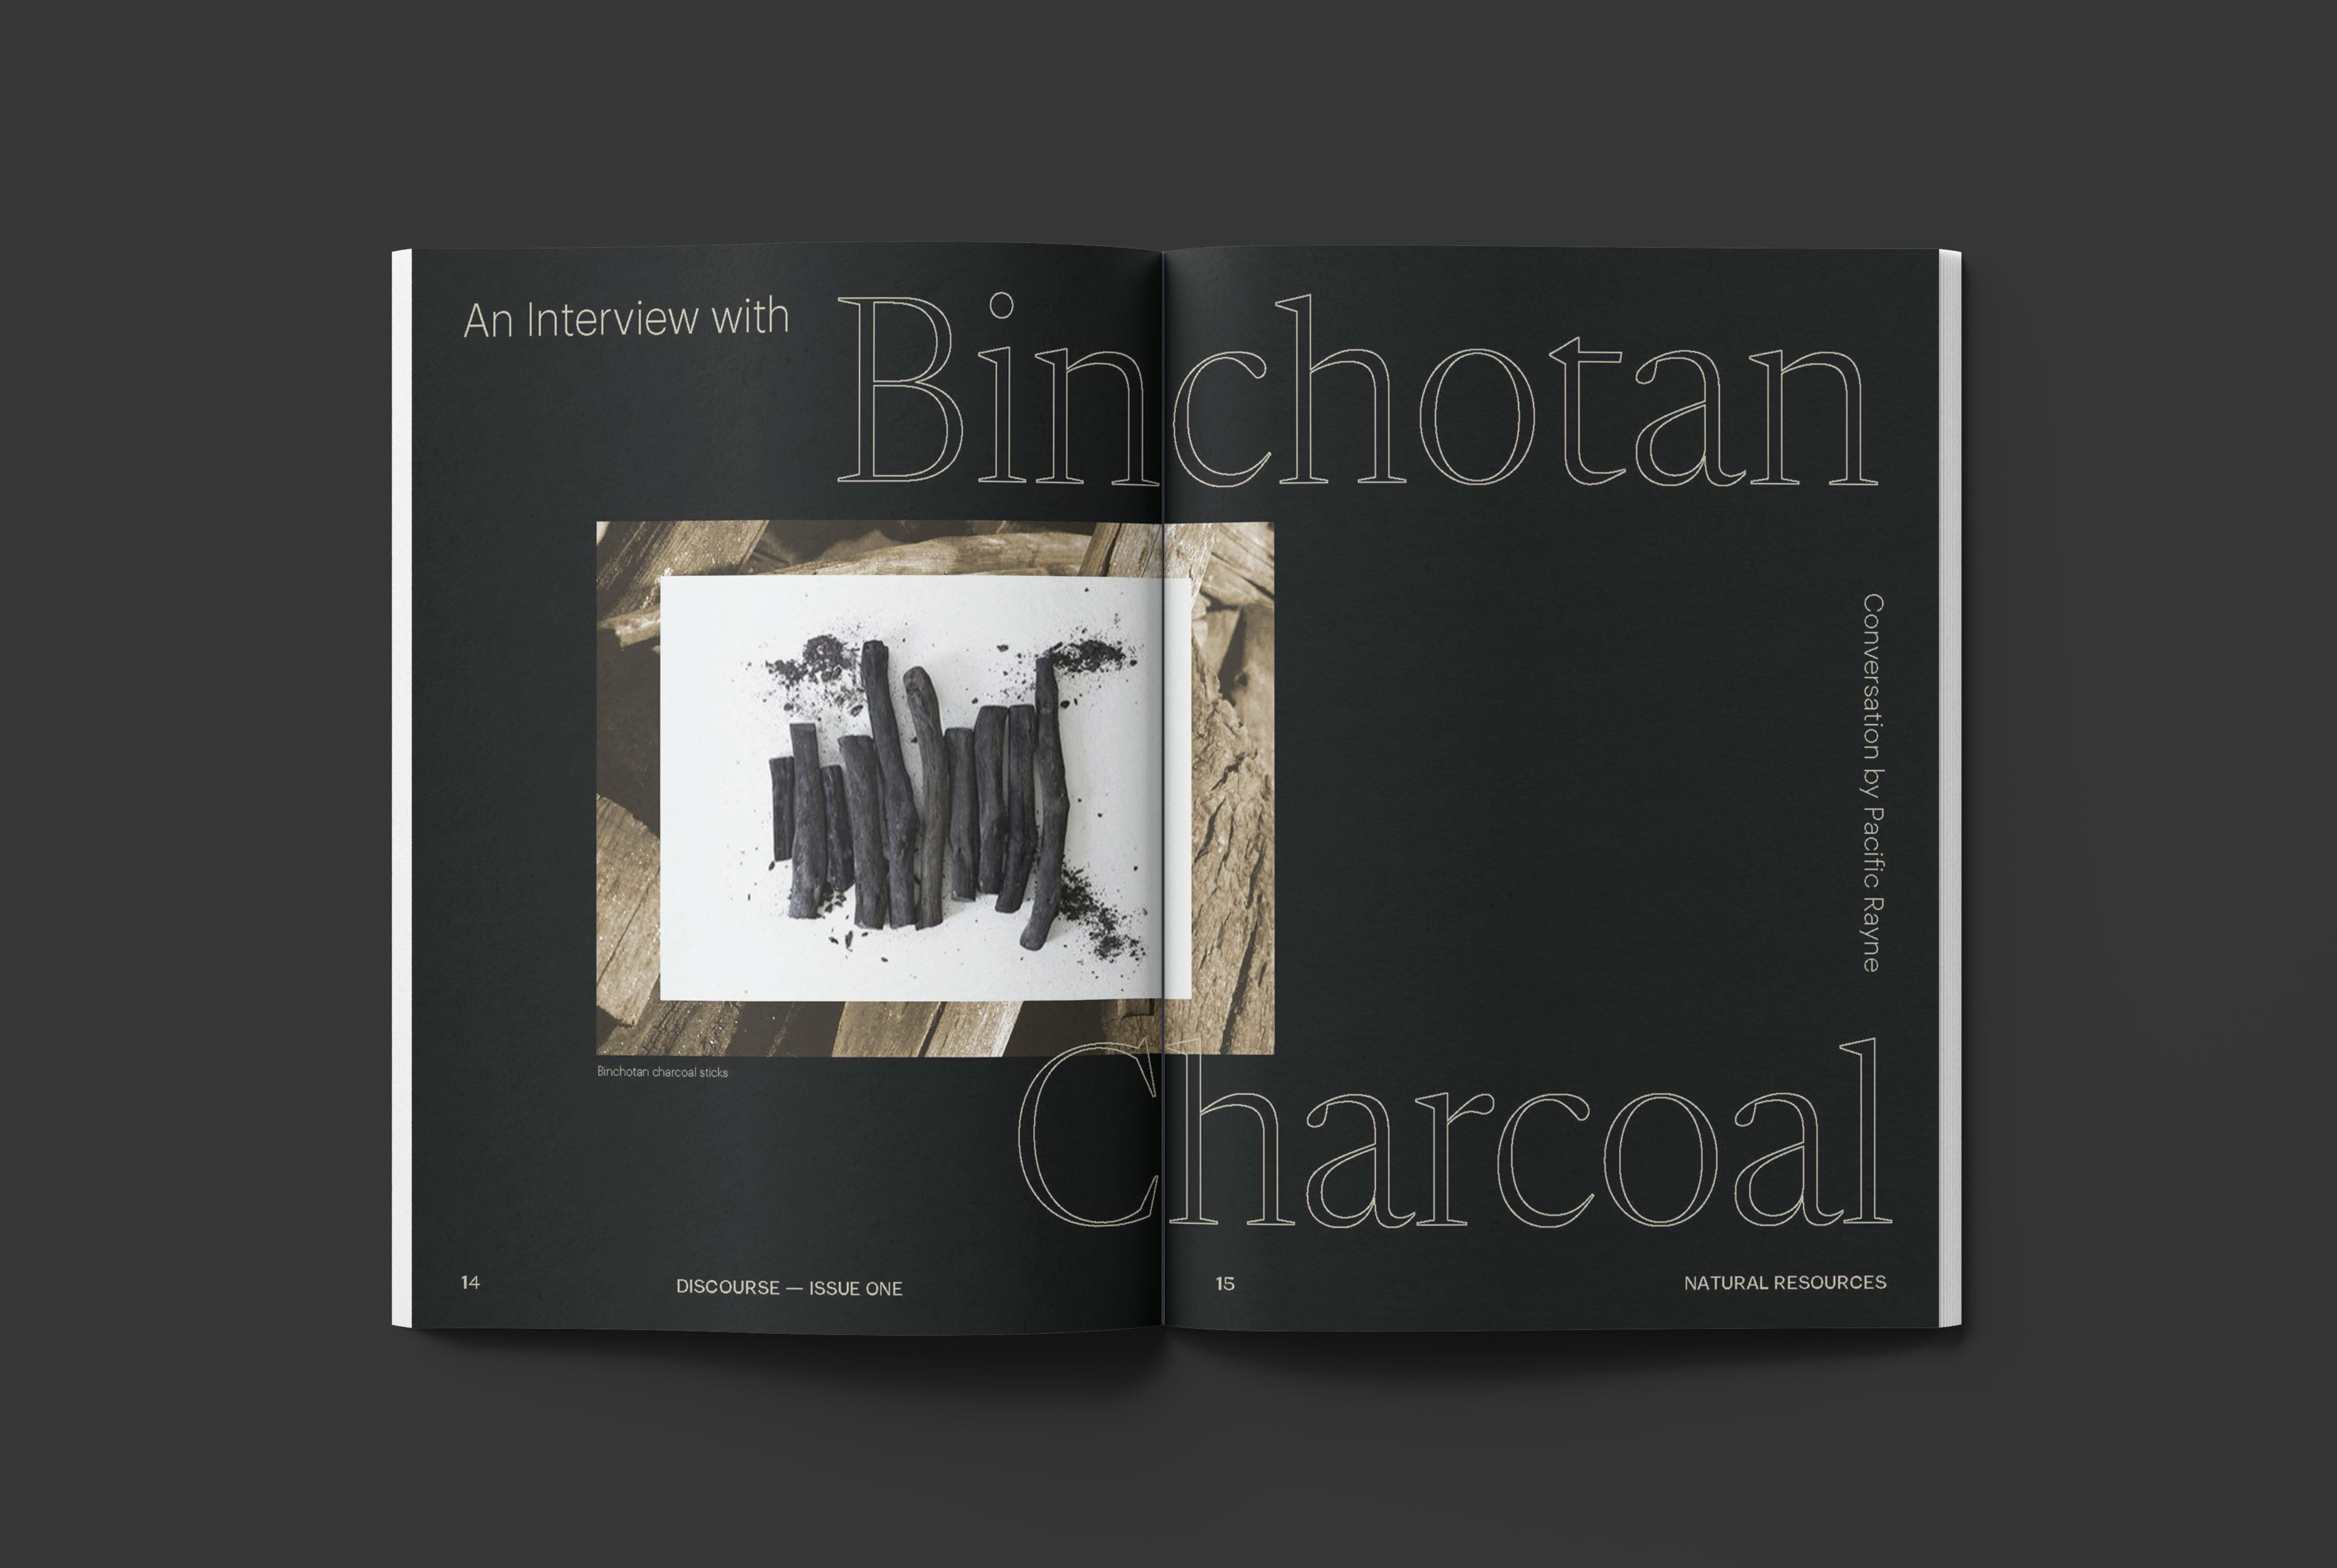 An Interview with
Binchotan
Conversation by Pacific Rayne
Binchotan charcoal sticks
Charcoal
14
DISCOURSE — ISSUE ONE
15
NATURAL RESOURCES